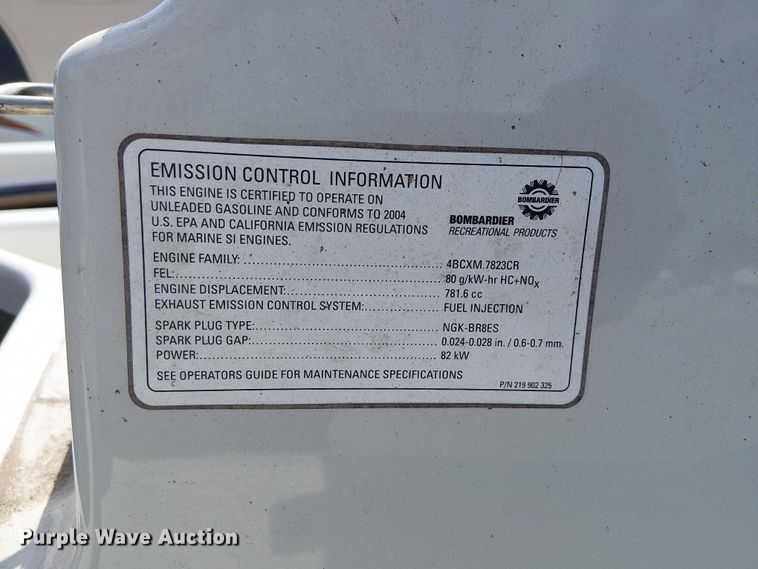 EMISSION CONTROL INFORMATION
THIS ENGINE IS CERTIFIED TO OPERATE ON
UNLEADED GASOLINE AND CONFORMS TO 2004
U.S. EPA AND CALIFORNIA EMISSION REGULATIONS
FOR MARINE SI ENGINES.
BOMBARDIER
BOMBARDIER
RECREATIONAL PRODUCTS
ENGINE FAMILY: 4BCXM.7823CR
FEL: 80 g/kW-hr HC+NOx
ENGINE DISPLACEMENT: 781.6 cc
EXHAUST EMISSION CONTROL SYSTEM: FUEL INJECTION
SPARK PLUG TYPE: NGK-BR8ES
SPARK PLUG GAP: 0.024-0.028 in. / 0.6-0.7 mm.
POWER: 82 kW
SEE OPERATORS GUIDE FOR MAINTENANCE SPECIFICATIONS
P/N 219 902 325
Purple Wave Auction